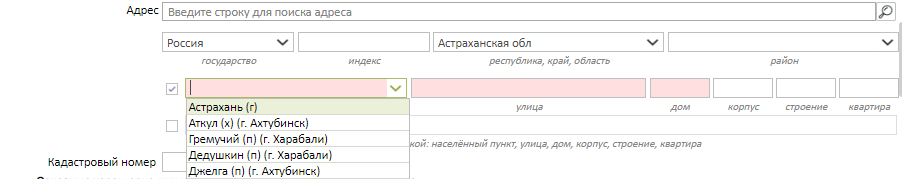 Адрес Введите строку для поиска адреса
Россия Астраханская обл
государство индекс республика, край, область район
Астрахань (г) улица дом корпус строение квартира
Аткул (х) (г. Ахтубинск)
Гремучий (п) (г. Харабали) кой: населённый пункт, улица, дом, корпус, строение, квартира
Дедушкин (п) (г. Харабали)
Кадастровый номер
Джелга (п) (г. Ахтубинск)